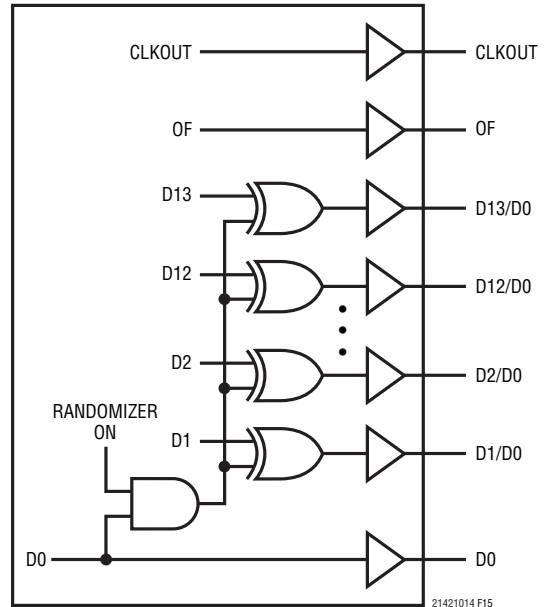 CLKOUT CLKOUT
OF OF
D13 D13/D0
D12 D12/D0
D2 D2/D0
RANDOMIZER
ON
D1 D1/D0
D0 D0
21421014 F15